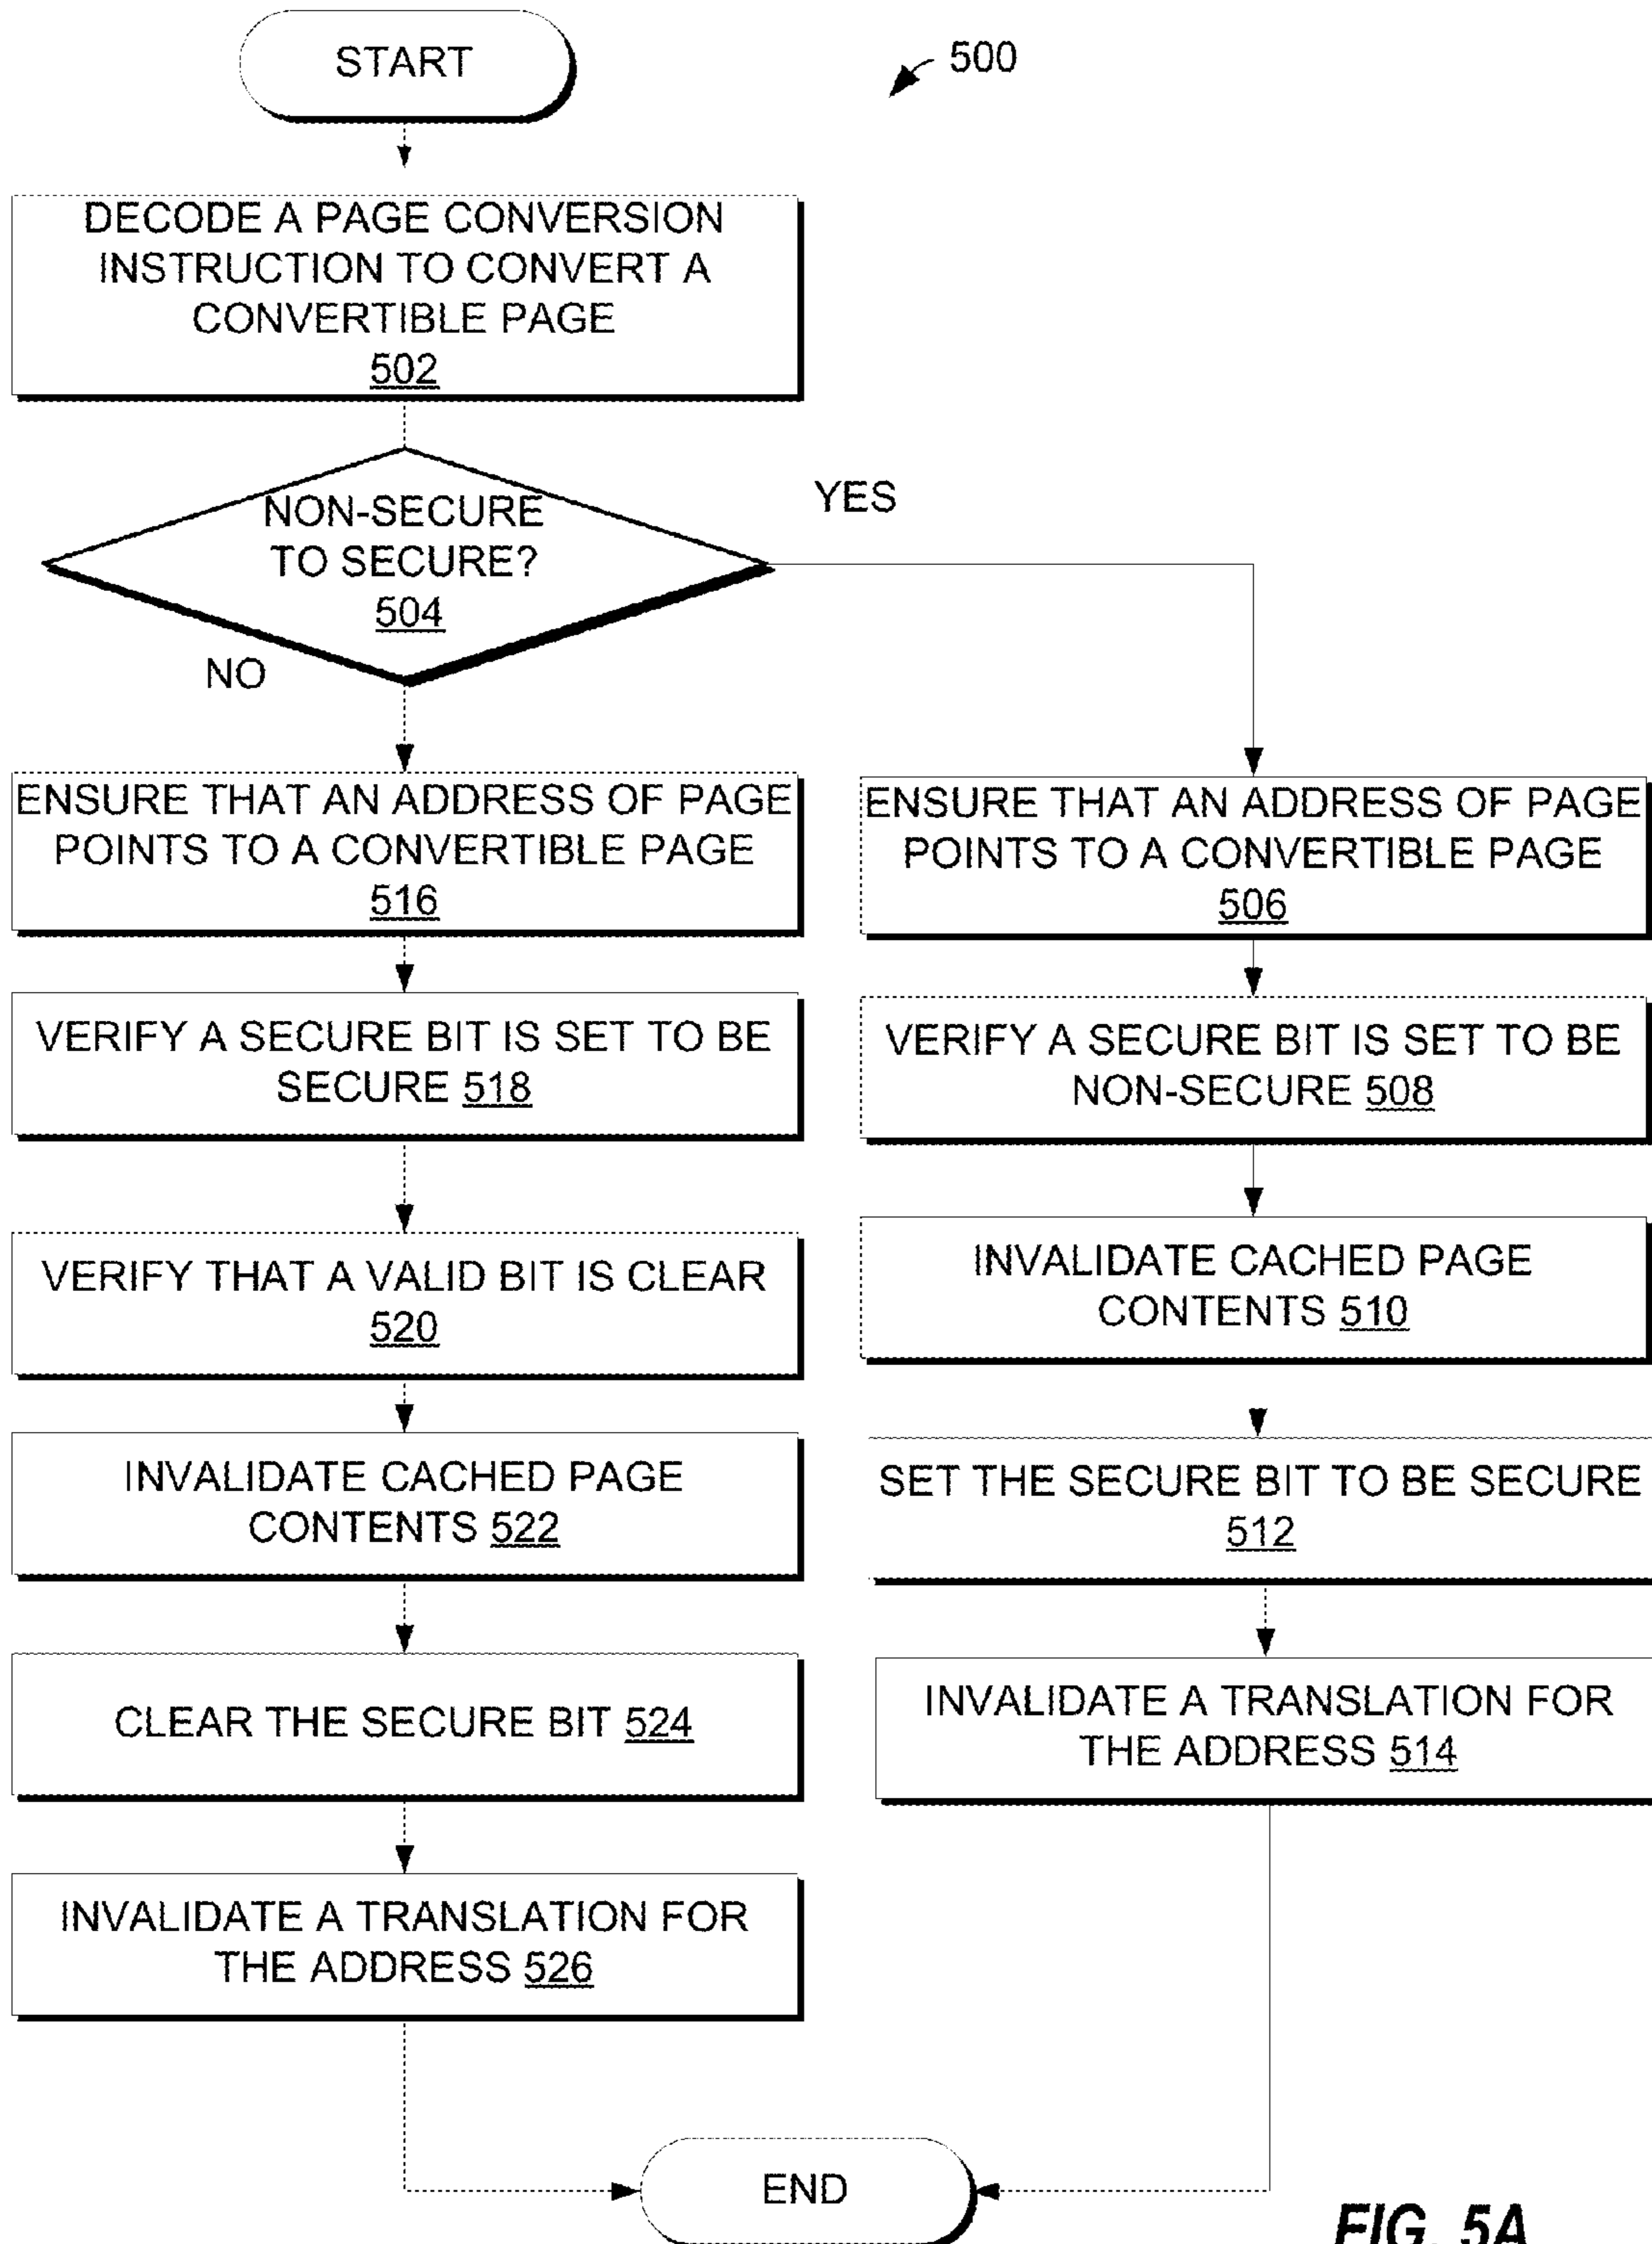 START
500
DECODE A PAGE CONVERSION
INSTRUCTION TO CONVERT A
CONVERTIBLE PAGE
502
NON-SECURE
TO SECURE?
504
YES
NO
ENSURE THAT AN ADDRESS OF PAGE
POINTS TO A CONVERTIBLE PAGE
516
VERIFY A SECURE BIT IS SET TO BE
SECURE 518
VERIFY THAT A VALID BIT IS CLEAR
520
INVALIDATE CACHED PAGE
CONTENTS 522
CLEAR THE SECURE BIT 524
INVALIDATE A TRANSLATION FOR
THE ADDRESS 526
ENSURE THAT AN ADDRESS OF PAGE
POINTS TO A CONVERTIBLE PAGE
506
VERIFY A SECURE BIT IS SET TO BE
NON-SECURE 508
INVALIDATE CACHED PAGE
CONTENTS 510
SET THE SECURE BIT TO BE SECURE
512
INVALIDATE A TRANSLATION FOR
THE ADDRESS 514
END
FIG. 5A